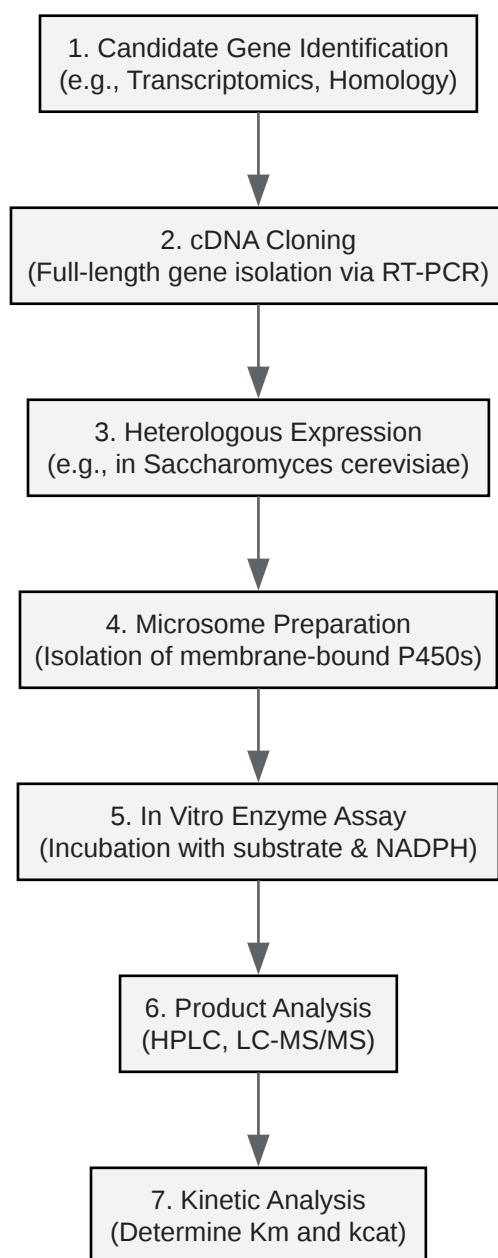 1. Candidate Gene Identification
(e.g., Transcriptomics, Homology)
2. cDNA Cloning
(Full-length gene isolation via RT-PCR)
3. Heterologous Expression
(e.g., in Saccharomyces cerevisiae)
4. Microsome Preparation
(Isolation of membrane-bound P450s)
5. In Vitro Enzyme Assay
(Incubation with substrate & NADPH)
6. Product Analysis
(HPLC, LC-MS/MS)
7. Kinetic Analysis
(Determine Km and kcat)